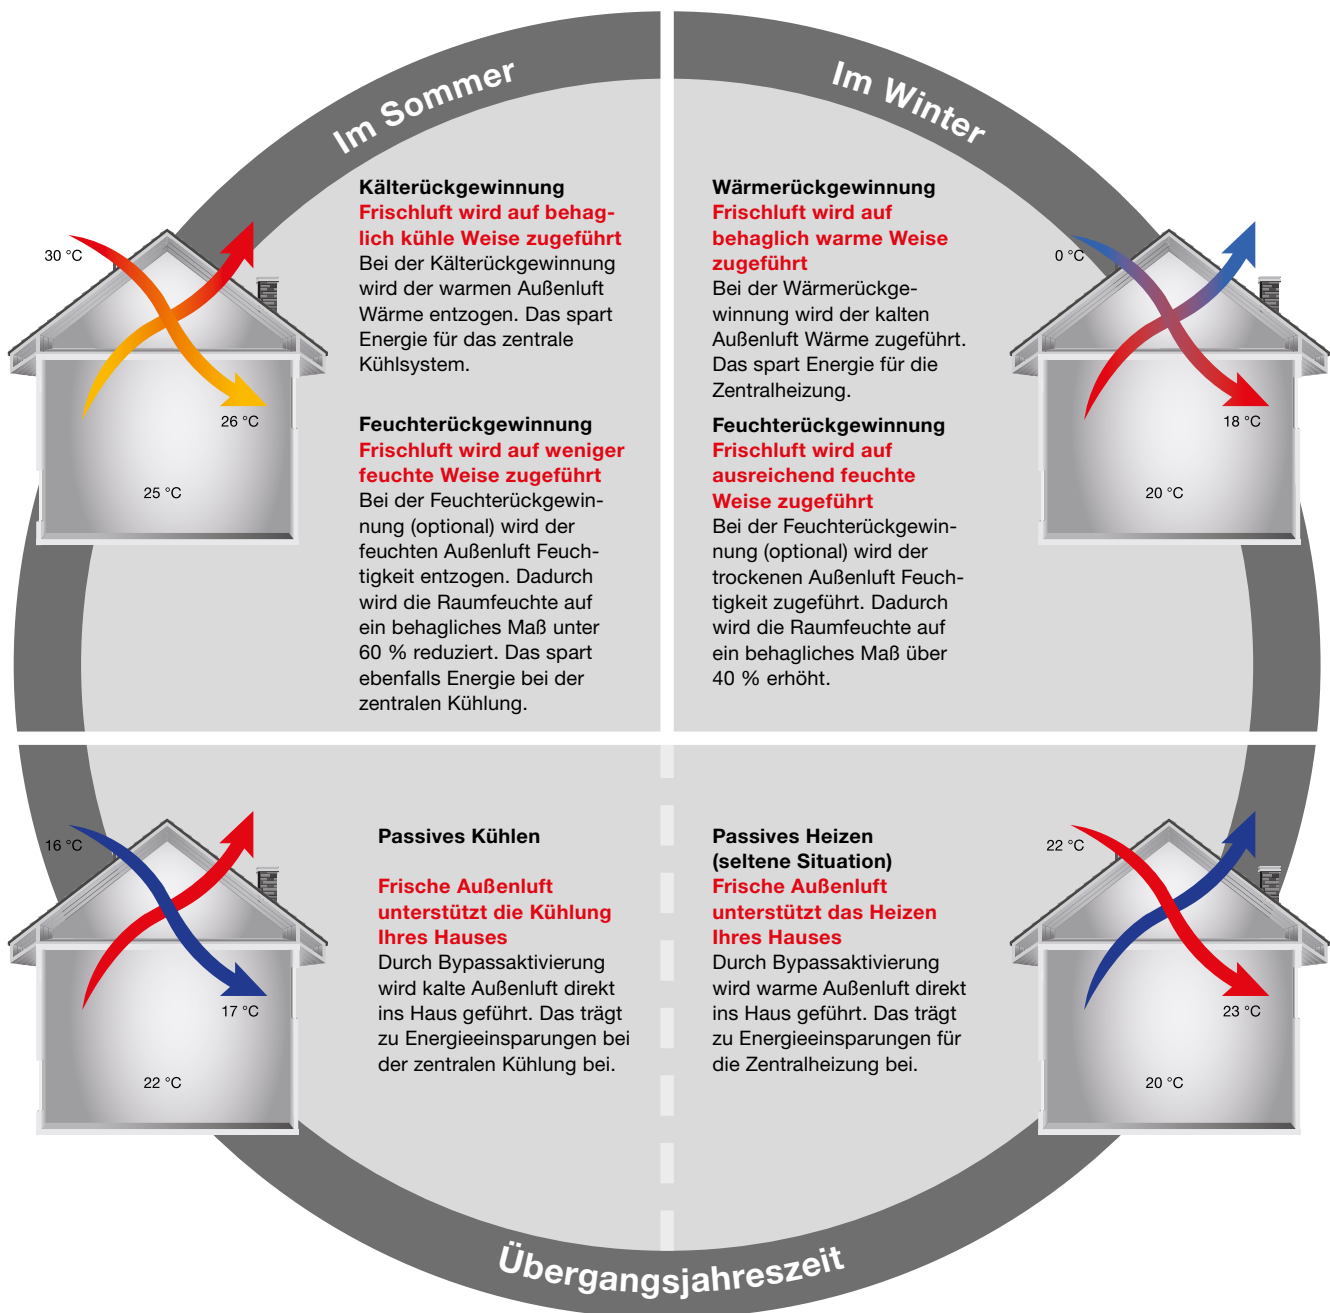 Im Sommer
Kälterückgewinnung
Frischluft wird auf behag-
lich kühle Weise zugeführt
Bei der Kälterückgewinnung
wird der warmen Außenluft
Wärme entzogen. Das spart
Energie für das zentrale
Kühlsystem.
Feuchterückgewinnung
Frischluft wird auf weniger
feuchte Weise zugeführt
Bei der Feuchterückgewin-
nung (optional) wird der
feuchten Außenluft Feuch-
tigkeit entzogen. Dadurch
wird die Raumfeuchte auf
ein behagliches Maß unter
60 % reduziert. Das spart
ebenfalls Energie bei der
zentralen Kühlung.
30 °C
26 °C
25 °C
Im Winter
Wärmerückgewinnung
Frischluft wird auf
behaglich warme Weise
zugeführt
Bei der Wärmerückge-
winnung wird der kalten
Außenluft Wärme zugeführt.
Das spart Energie für die
Zentralheizung.
Feuchterückgewinnung
Frischluft wird auf
ausreichend feuchte
Weise zugeführt
Bei der Feuchterückgewin-
nung (optional) wird der
trockenen Außenluft Feuch-
tigkeit zugeführt. Dadurch
wird die Raumfeuchte auf
ein behagliches Maß über
40 % erhöht.
0 °C
18 °C
20 °C
Passives Kühlen
Frische Außenluft
unterstützt die Kühlung
Ihres Hauses
Durch Bypassaktivierung
wird kalte Außenluft direkt
ins Haus geführt. Das trägt
zu Energieeinsparungen bei
der zentralen Kühlung bei.
16 °C
17 °C
22 °C
Passives Heizen
(seltene Situation)
Frische Außenluft
unterstützt das Heizen
Ihres Hauses
Durch Bypassaktivierung
wird warme Außenluft direkt
ins Haus geführt. Das trägt
zu Energieeinsparungen für
die Zentralheizung bei.
22 °C
23 °C
20 °C
Übergangsjahreszeit